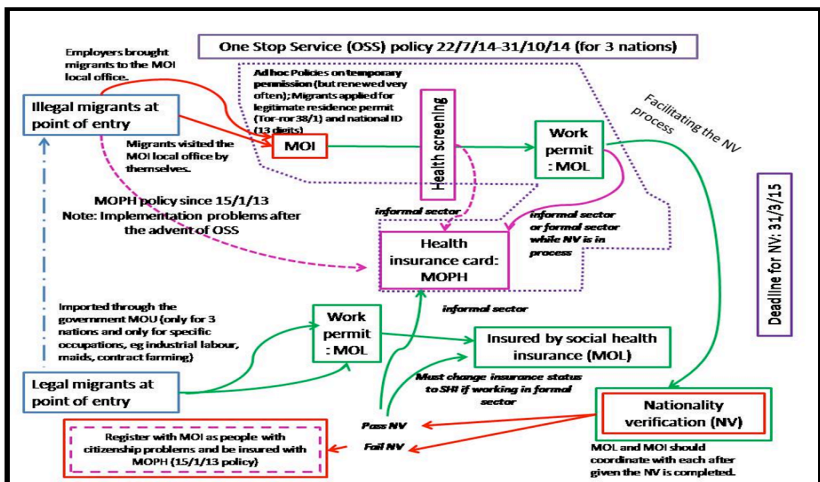 One Stop Service (OSS) policy 22/7/14-31/10/14 (for 3 nations)
Employers brought
migrants to the MOI
local office.
Ad hoc Policies on temporary
permission (but renewed very
often); Migrants applied for
legitimate residence permit
(Tor-ror 38/1) and national ID
(13 digits)
Illegal migrants at
point of entry
MOI
Health screening
Work
permit
: MOL
Facilitating the NV
process
Migrants visited the
MOI local office by
themselves.
MOPH policy since 15/1/13
Note: Implementation problems after
the advent of OSS
informal sector
informal sector
or formal sector
while NV is in
process
Health
insurance card:
MOPH
Deadline for NV: 31/3/15
Imported through the
government MOU (only for 3
nations and only for specific
occupations, eg industrial labour,
maids, contract farming)
Work
permit
: MOL
informal sector
Insured by social health
insurance (MOL)
Legal migrants at
point of entry
Must change insurance status
to SHI if working in formal
sector
Nationality
verification (NV)
Pass NV
Fail NV
Register with MOI as people with
citizenship problems and be insured with
MOPH (15/1/13 policy)
MOL and MOI should
coordinate with each after
given the NV is completed.